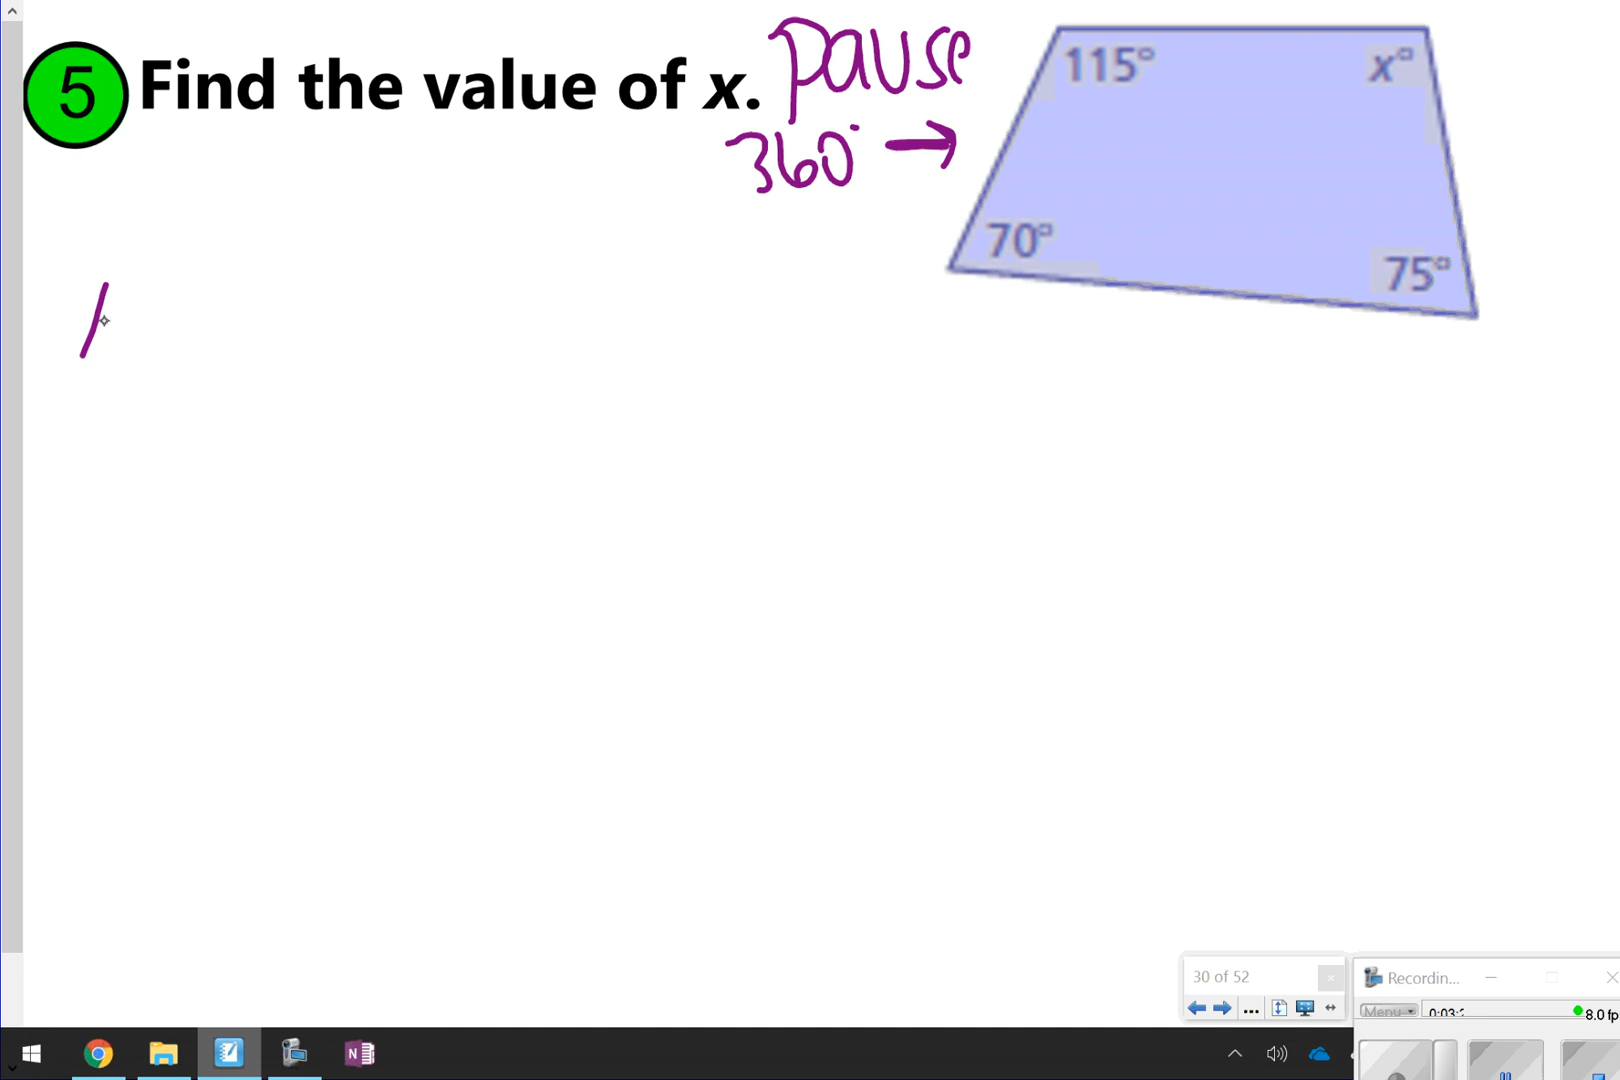 5 Find the value of x. pause
360° →
115°
x°
70°
75°
30 of 52
Recordin...
Menu
8.0 fp
N